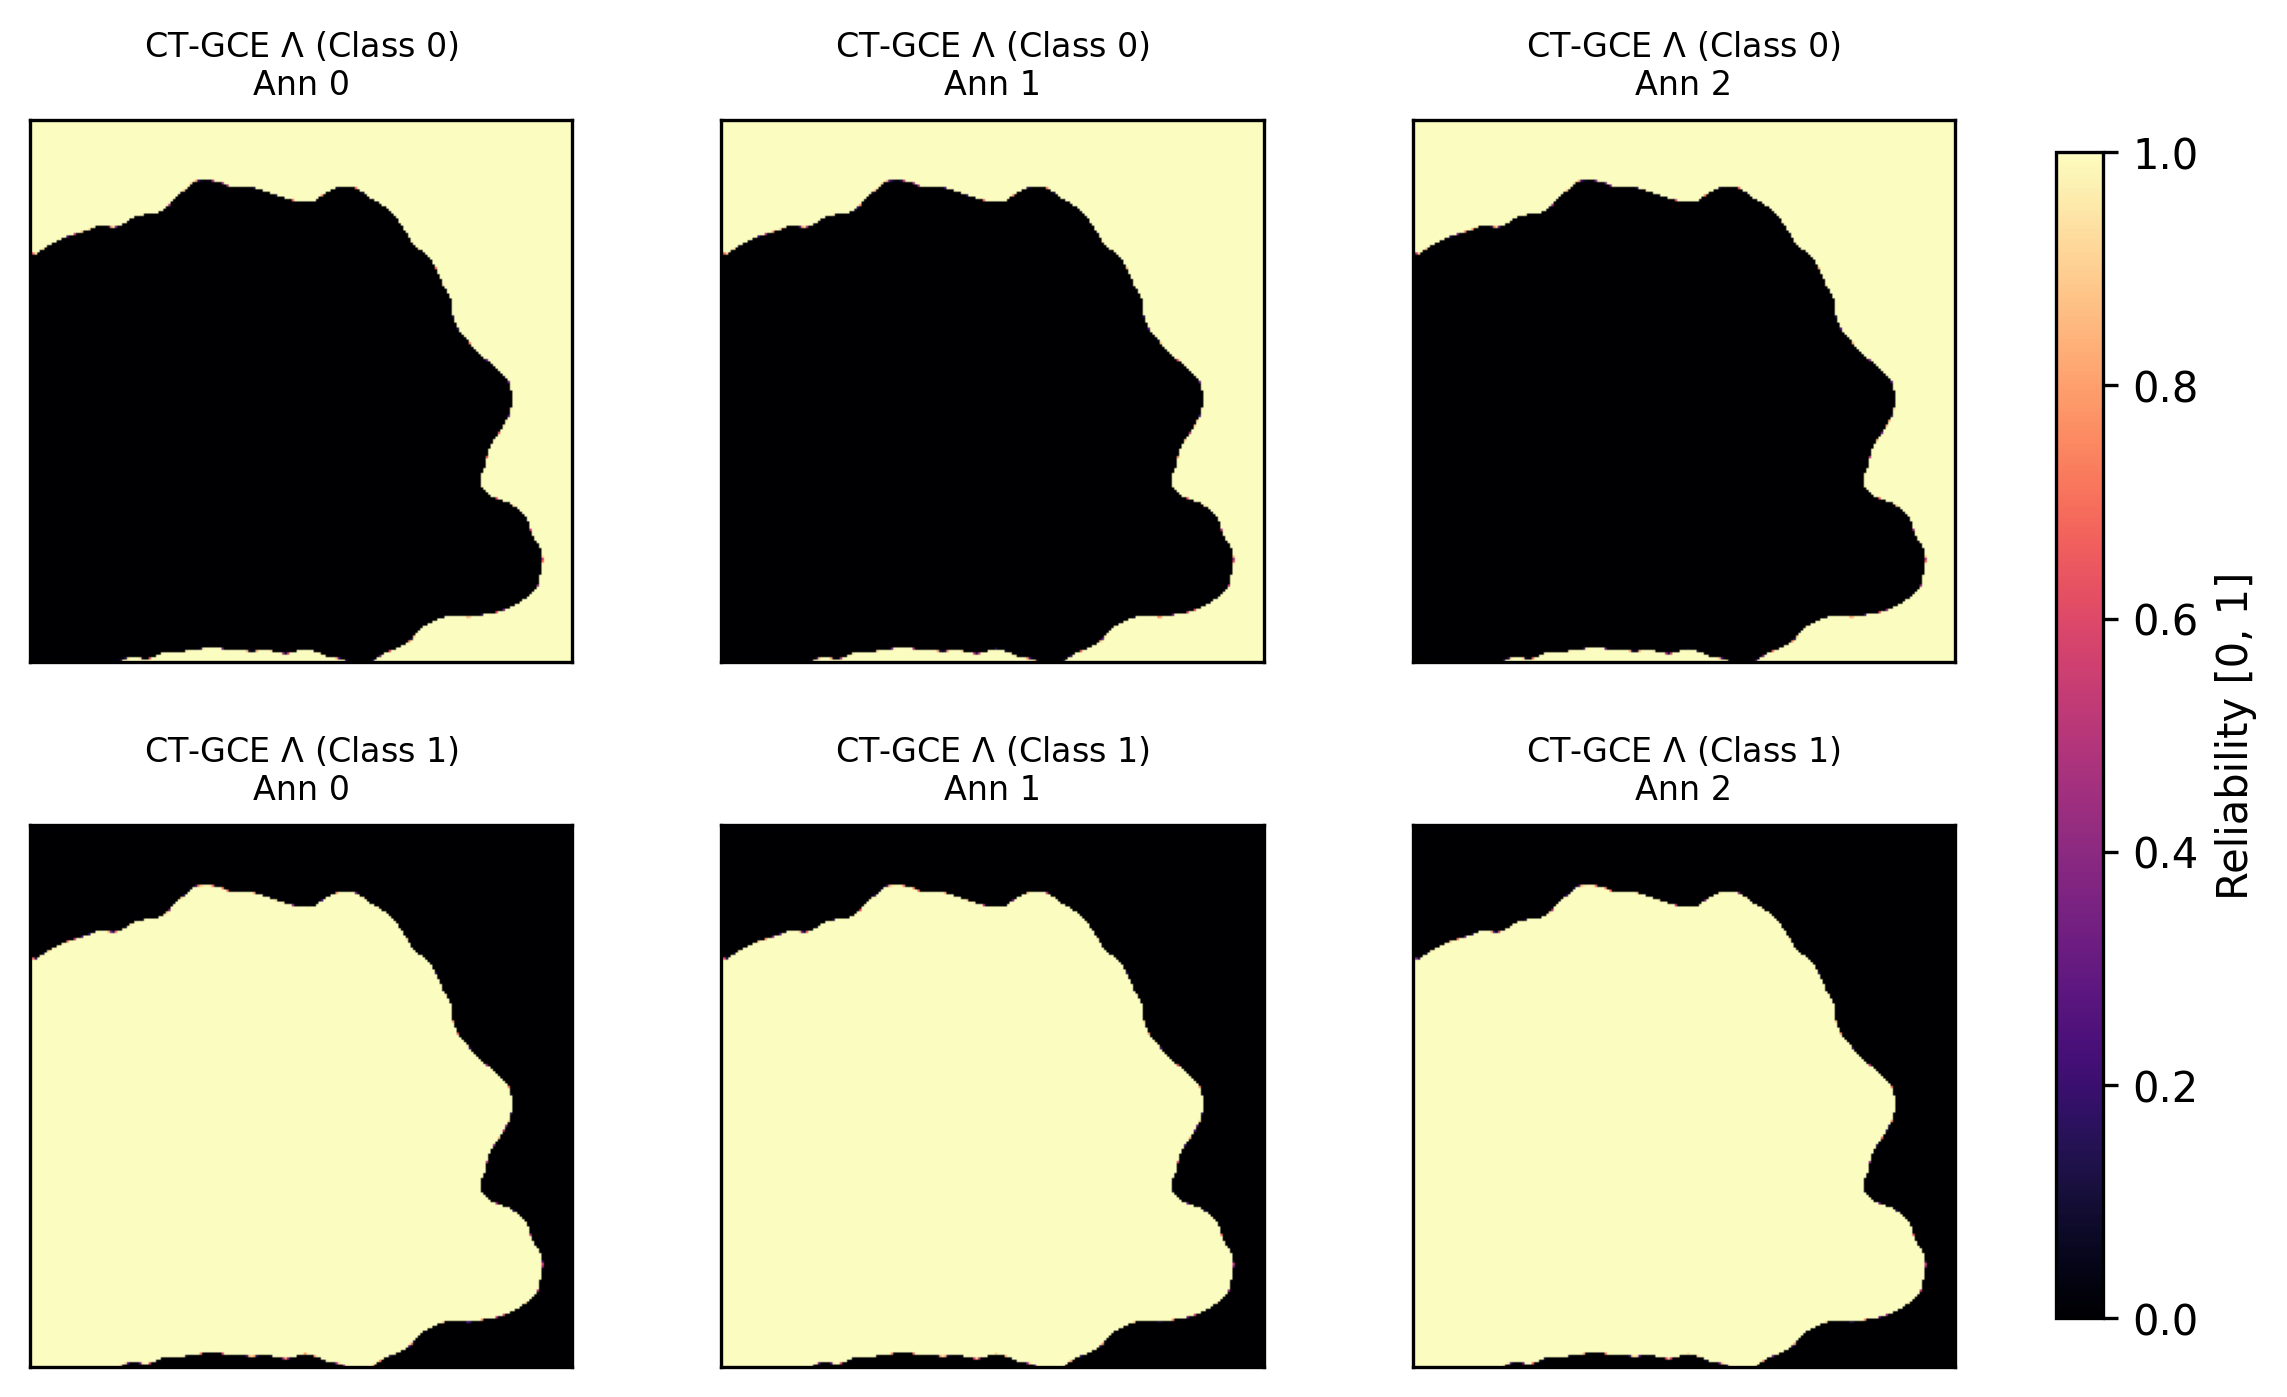 CT-GCE Λ (Class 0)
Ann 0
CT-GCE Λ (Class 0)
Ann 1
CT-GCE Λ (Class 0)
Ann 2
CT-GCE Λ (Class 1)
Ann 0
CT-GCE Λ (Class 1)
Ann 1
CT-GCE Λ (Class 1)
Ann 2
1.0
0.8
0.6
0.4
0.2
0.0
Reliability [0, 1]